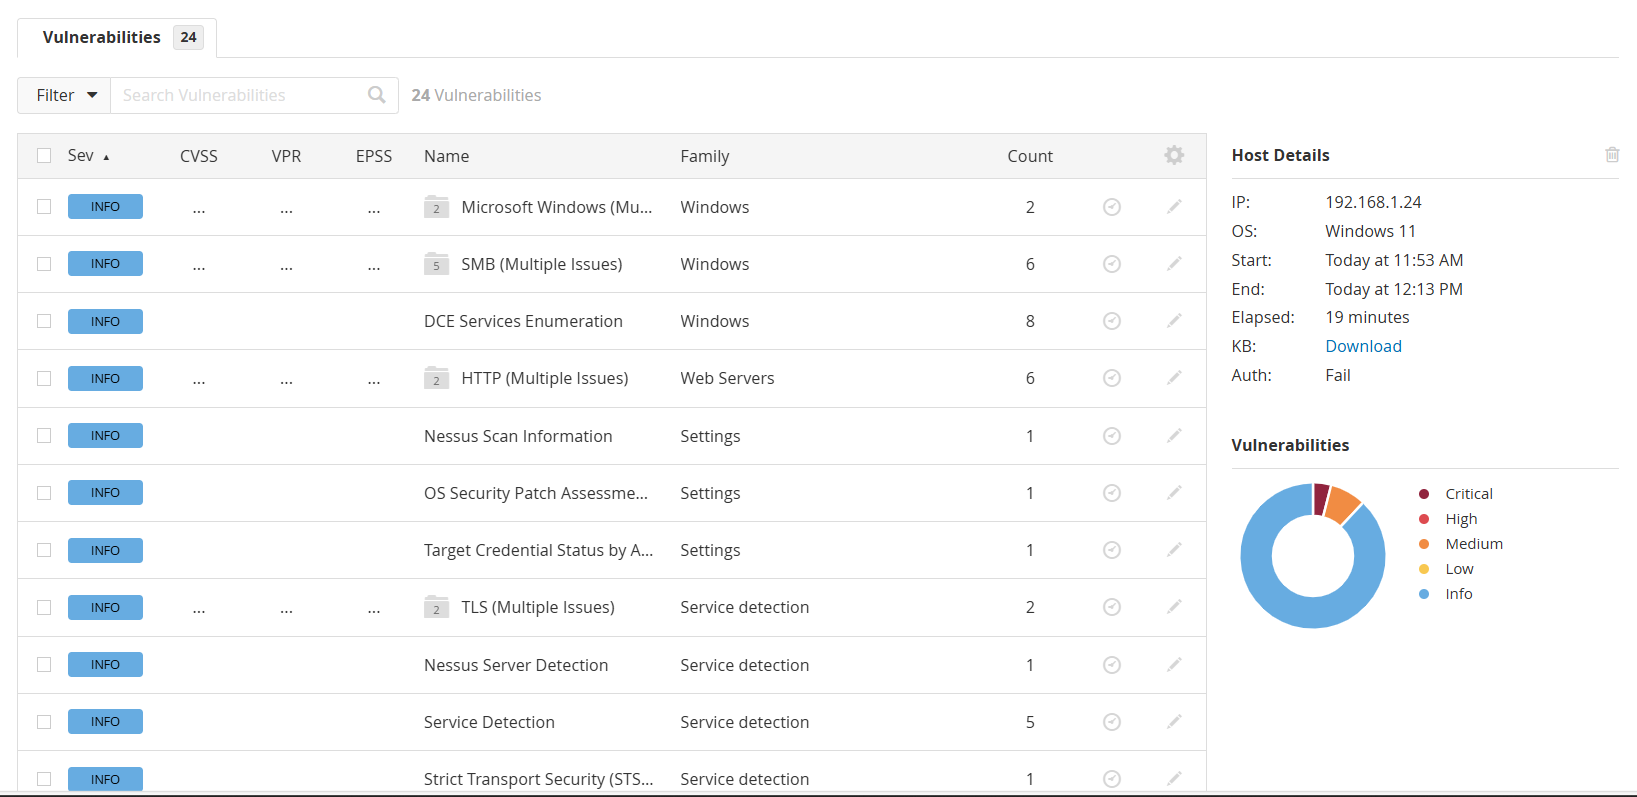 Vulnerabilities 24
Filter Search Vulnerabilities 24 Vulnerabilities
Sev CVSS VPR EPSS Name Family Count
INFO ... ... ... 2 Microsoft Windows (Mu... Windows 2
INFO ... ... ... 5 SMB (Multiple Issues) Windows 6
INFO DCE Services Enumeration Windows 8
INFO ... ... ... 2 HTTP (Multiple Issues) Web Servers 6
INFO Nessus Scan Information Settings 1
INFO OS Security Patch Assessme... Settings 1
INFO Target Credential Status by A... Settings 1
INFO ... ... ... 2 TLS (Multiple Issues) Service detection 2
INFO Nessus Server Detection Service detection 1
INFO Service Detection Service detection 5
INFO Strict Transport Security (STS... Service detection 1
Host Details
IP: 192.168.1.24
OS: Windows 11
Start: Today at 11:53 AM
End: Today at 12:13 PM
Elapsed: 19 minutes
KB: Download
Auth: Fail
Vulnerabilities
Critical
High
Medium
Low
Info